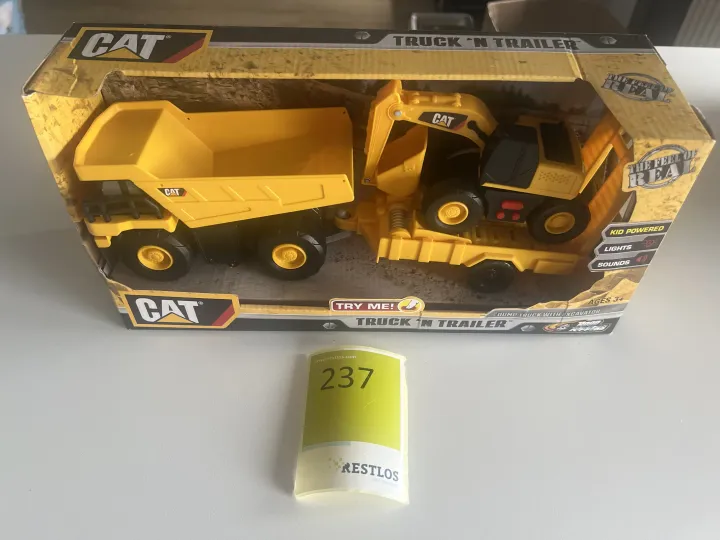 CAT
TRUCK 'N TRAILER
THE FEEL OF
REAL
CAT
CAT
THE FEEL OF
REAL
KID POWERED
LIGHTS
SOUNDS
AGES 3+
TRY ME!
CAT
TRUCK 'N TRAILER
DUMP TRUCK WITH EXCAVATOR
237
RESTLOS